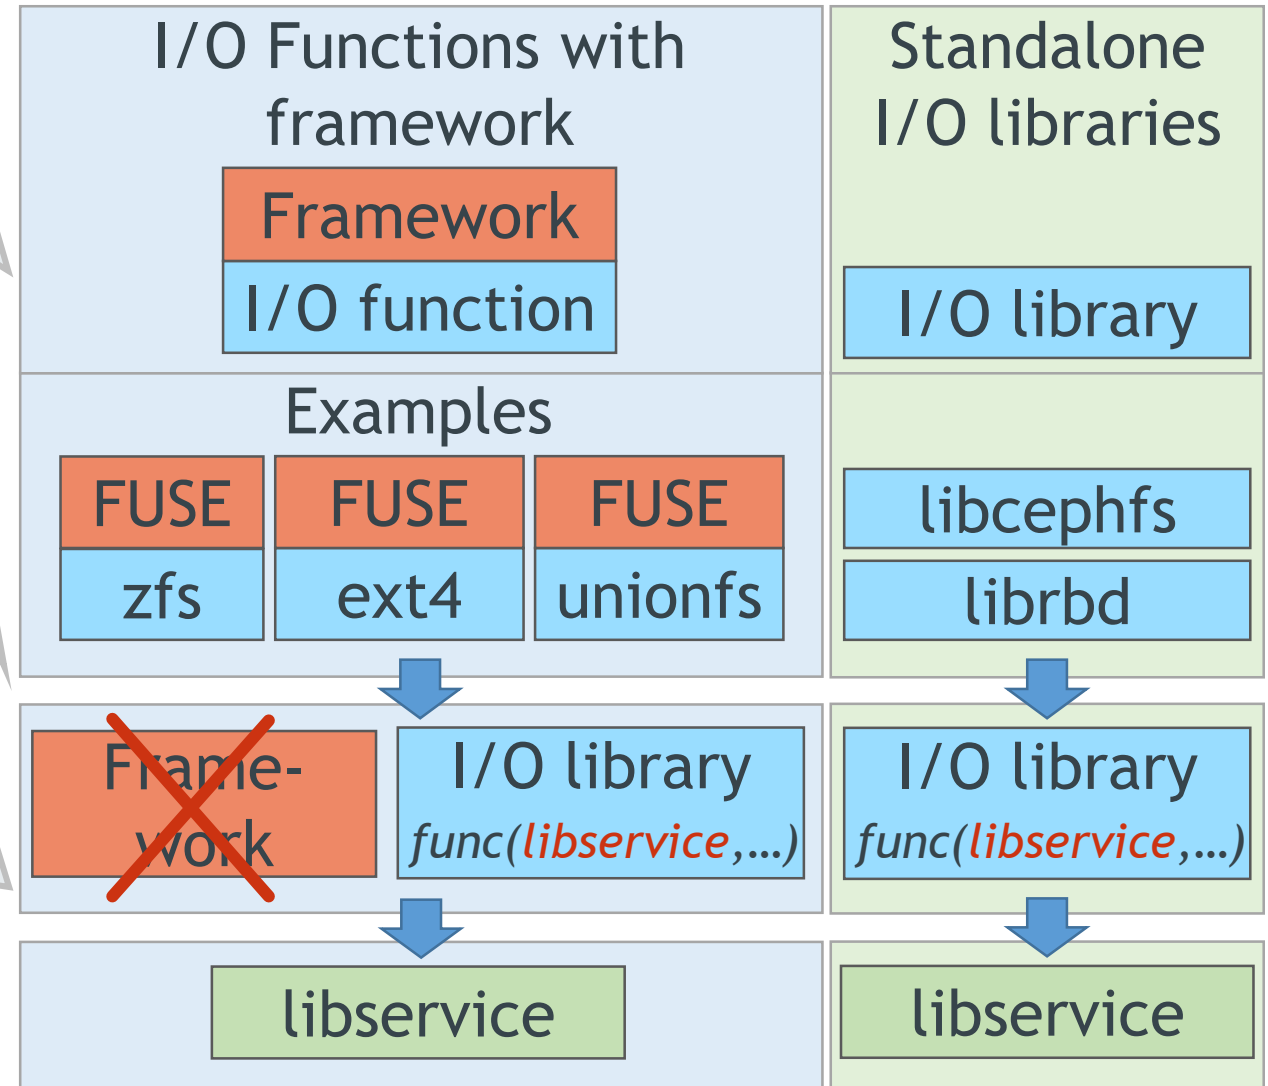 I/O Functions with
framework
Framework
I/O function
Examples
FUSE
FUSE
FUSE
zfs
ext4
unionfs
Frame-
work
I/O library
func(libservice,…)
libservice
Standalone
I/O libraries
I/O library
libcephfs
librbd
I/O library
func(libservice,…)
libservice